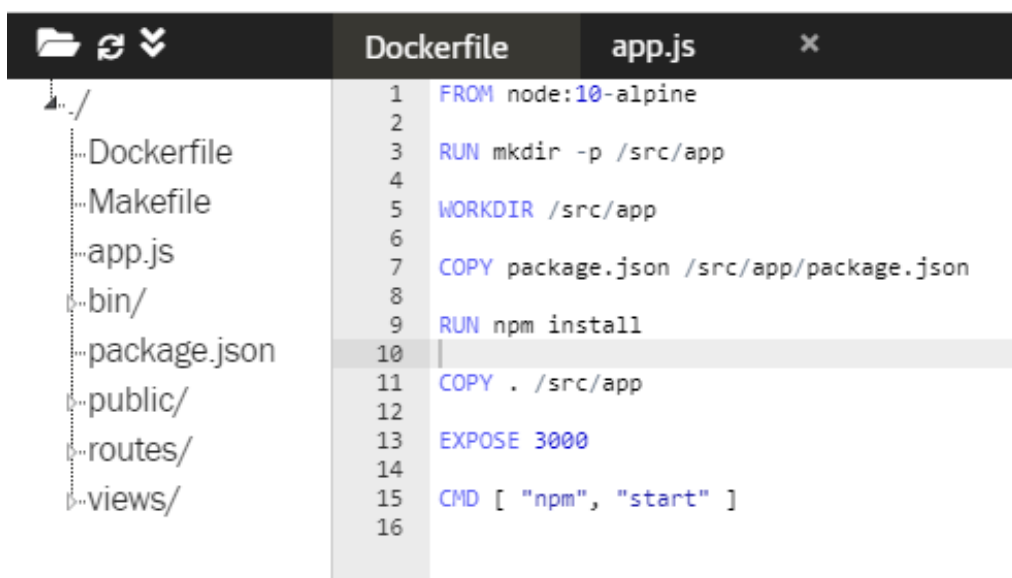 Dockerfile app.js ×
./
Dockerfile
Makefile
app.js
bin/
package.json
public/
routes/
views/
1 FROM node:10-alpine
2
3 RUN mkdir -p /src/app
4
5 WORKDIR /src/app
6
7 COPY package.json /src/app/package.json
8
9 RUN npm install
10
11 COPY . /src/app
12
13 EXPOSE 3000
14
15 CMD [ "npm", "start" ]
16